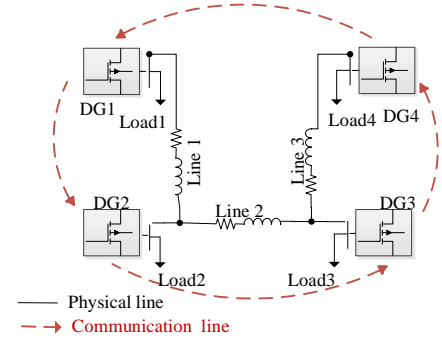 DG1
Load1
Line 1
Load4
DG4
Line 3
DG2
Line 2
DG3
Load2
Load3
Physical line
Communication line